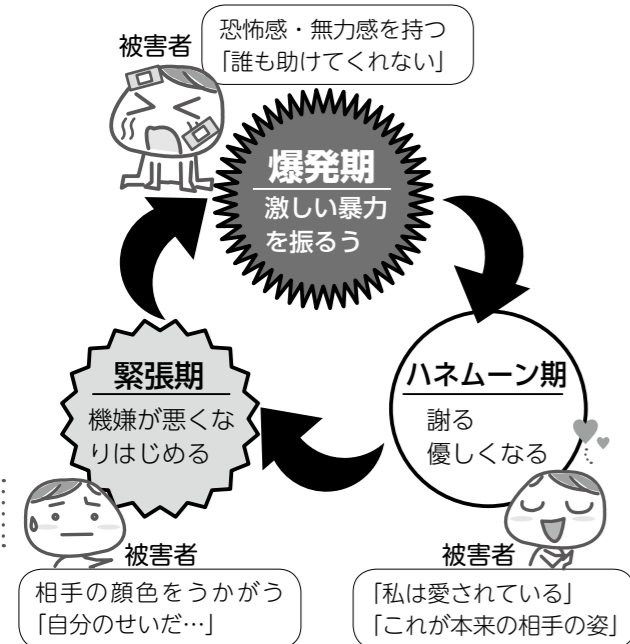 被害者
恐怖感・無力感を持つ
「誰も助けてくれない」
爆発期
激しい暴力
を振るう
緊張期
機嫌が悪くな
りはじめる
ハネムーン期
謝る
優しくなる
被害者
相手の顔色をうかがう
「自分のせいだ…」
被害者
「私は愛されている」
「これが本来の相手の姿」